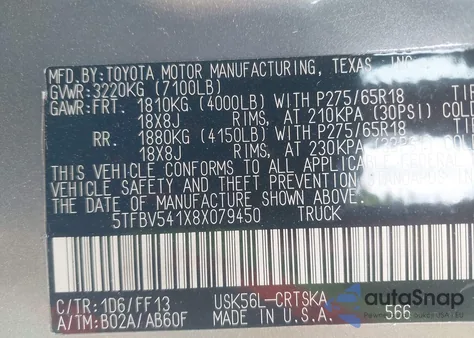 MFD.BY:TOYOTA MOTOR MANUFACTURING, TEXAS, INC.
GVWR:3220KG (7100LB)
GAWR:FRT. 1810KG (4000LB) WITH P275/65R18
18X8J RIMS, AT 210KPA (30PSI) COL
RR. 1880KG (4150LB) WITH P275/65R18
18X8J RIMS, AT 230KPA
THIS VEHICLE CONFORMS TO ALL APPLICABLE
VEHICLE SAFETY AND THEFT PREVENTION
THE DATE OF MANUFACTURE SHOWN ABOVE.
5TFBV541X8X079450 TRUCK
C/TR:1D6/FF13 USK56L-CRTSKA
A/TM:B02A/AB60F MADE IN U.S.A. 566
autoSnap